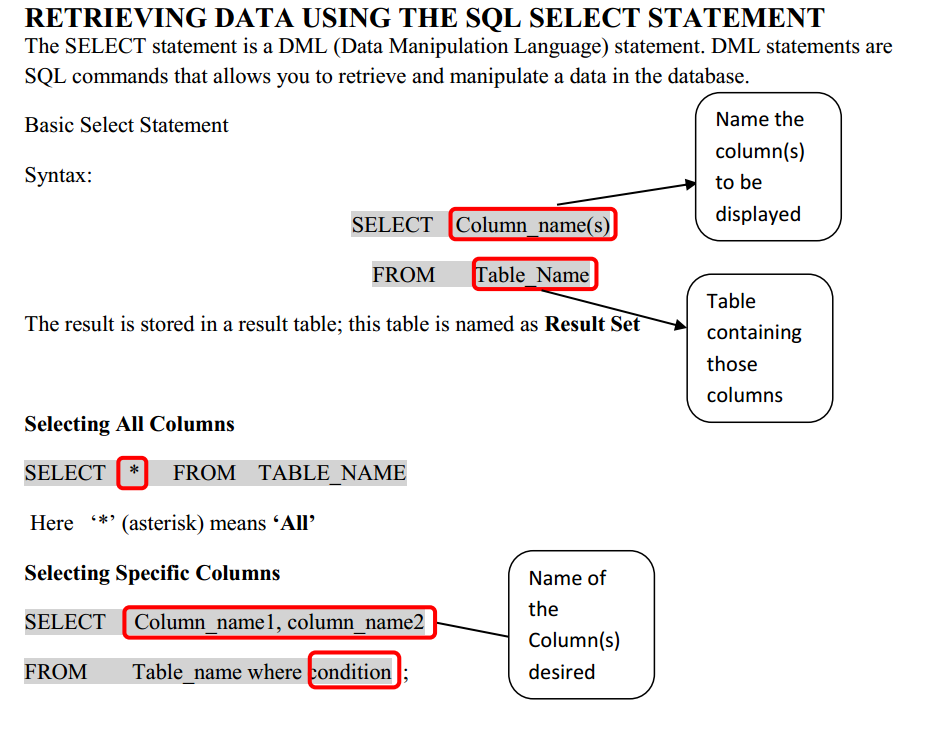 RETRIEVING DATA USING THE SQL SELECT STATEMENT
The SELECT statement is a DML (Data Manipulation Language) statement. DML statements are
SQL commands that allows you to retrieve and manipulate a data in the database.
Basic Select Statement
Name the
column(s)
to be
displayed
Syntax:
SELECT Column_name(s)
FROM Table_Name
Table
containing
those
columns
The result is stored in a result table; this table is named as Result Set
Selecting All Columns
SELECT * FROM TABLE_NAME
Here ‘*’ (asterisk) means ‘All’
Selecting Specific Columns
Name of
the
Column(s)
desired
SELECT Column_name1, column_name2
FROM Table_name where condition ;